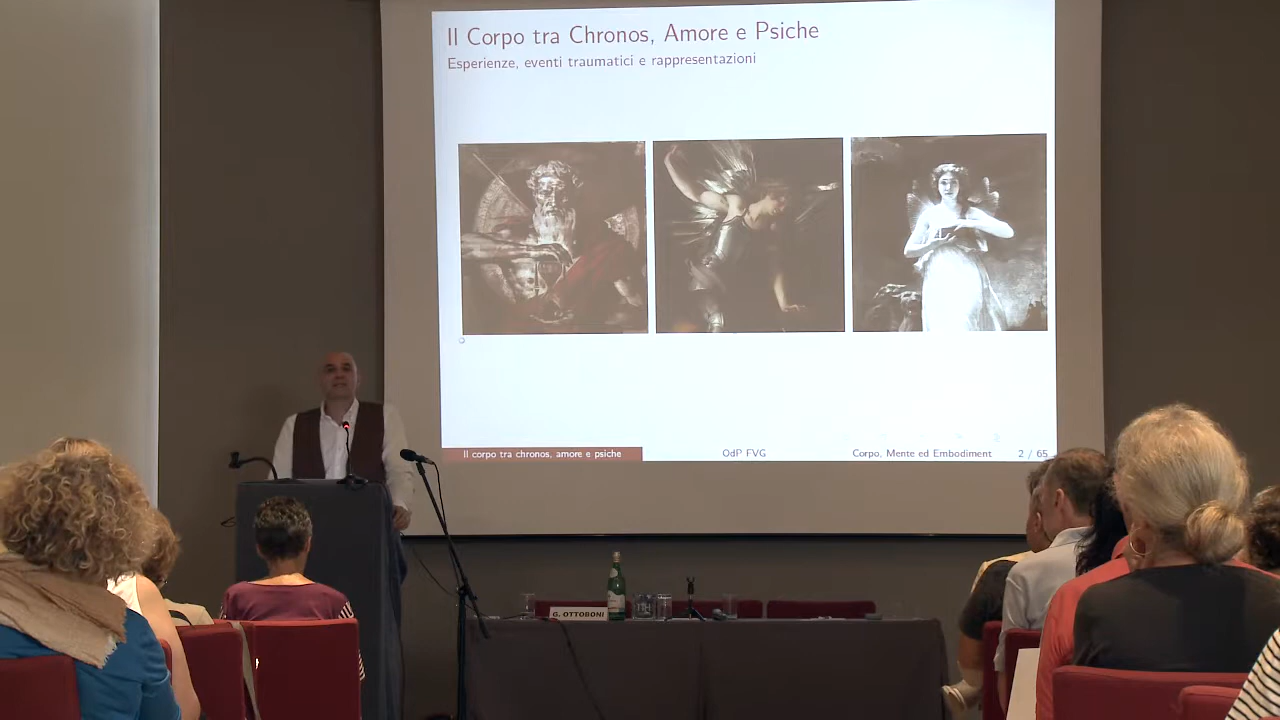 Il Corpo tra Chronos, Amore e Psiche
Esperienze, eventi traumatici e rappresentazioni
Il corpo tra chronos, amore e psiche
OdP FVG
Corpo, Mente ed Embodiment
2 / 65
G. OTTOBONI